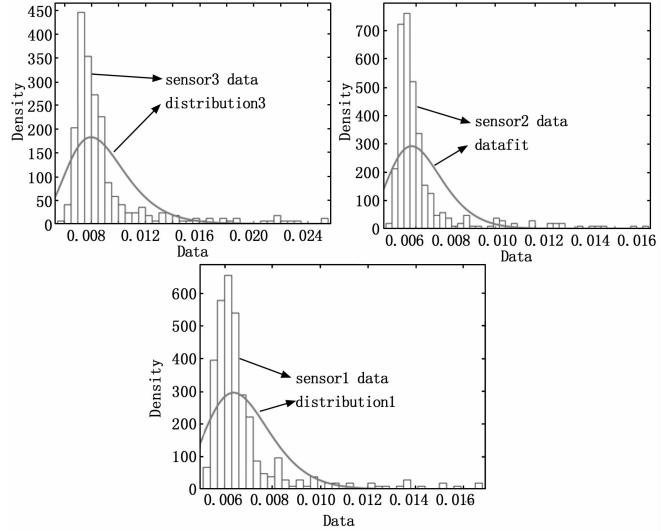 450
400
350
300
250
200
150
100
50
0
Density
sensor3 data
distribution3
0.008 0.012 0.016 0.020 0.024
Data
700
600
500
400
300
200
100
0
Density
sensor2 data
datafit
0.006 0.008 0.010 0.012 0.014 0.016
Data
600
500
400
300
200
100
0
Density
sensor1 data
distribution1
0.006 0.008 0.010 0.012 0.014 0.016
Data